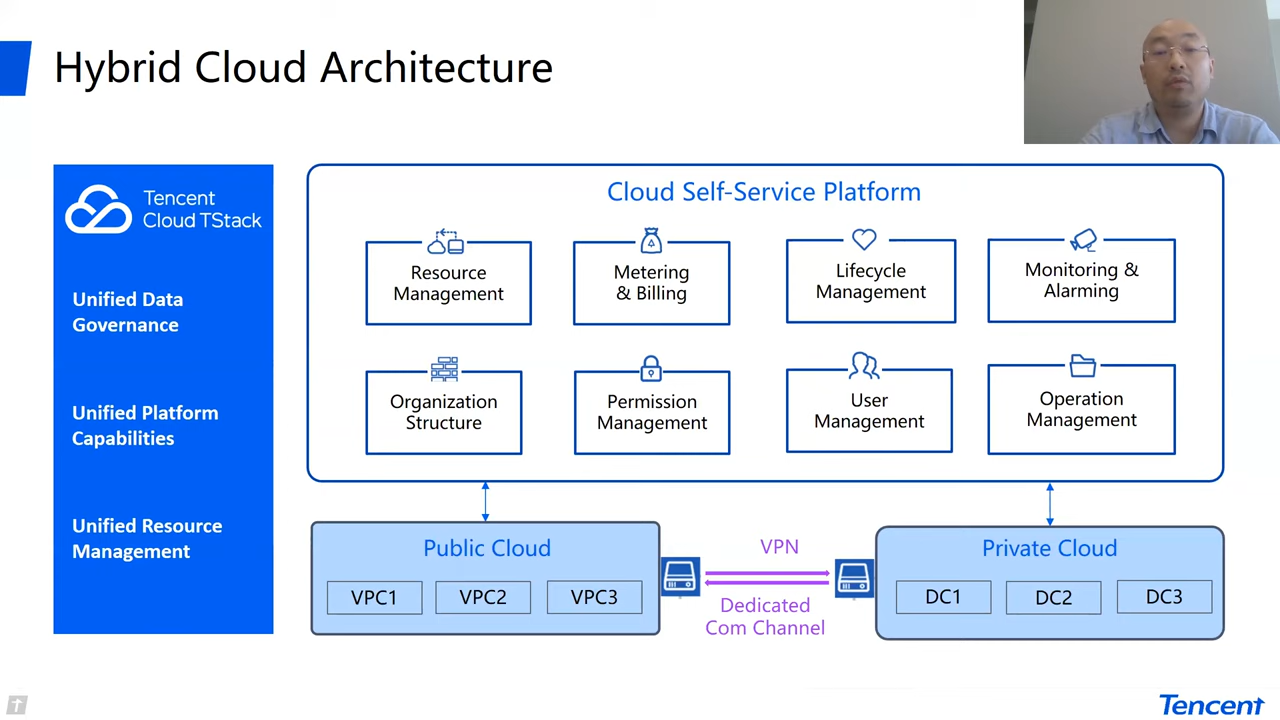 Hybrid Cloud Architecture
Tencent
Cloud TStack
Unified Data
Governance
Unified Platform
Capabilities
Unified Resource
Management
Cloud Self-Service Platform
Resource
Management
Metering
& Billing
Lifecycle
Management
Monitoring &
Alarming
Organization
Structure
Permission
Management
User
Management
Operation
Management
Public Cloud
VPC1
VPC2
VPC3
VPN
Dedicated
Com Channel
Private Cloud
DC1
DC2
DC3
Tencent